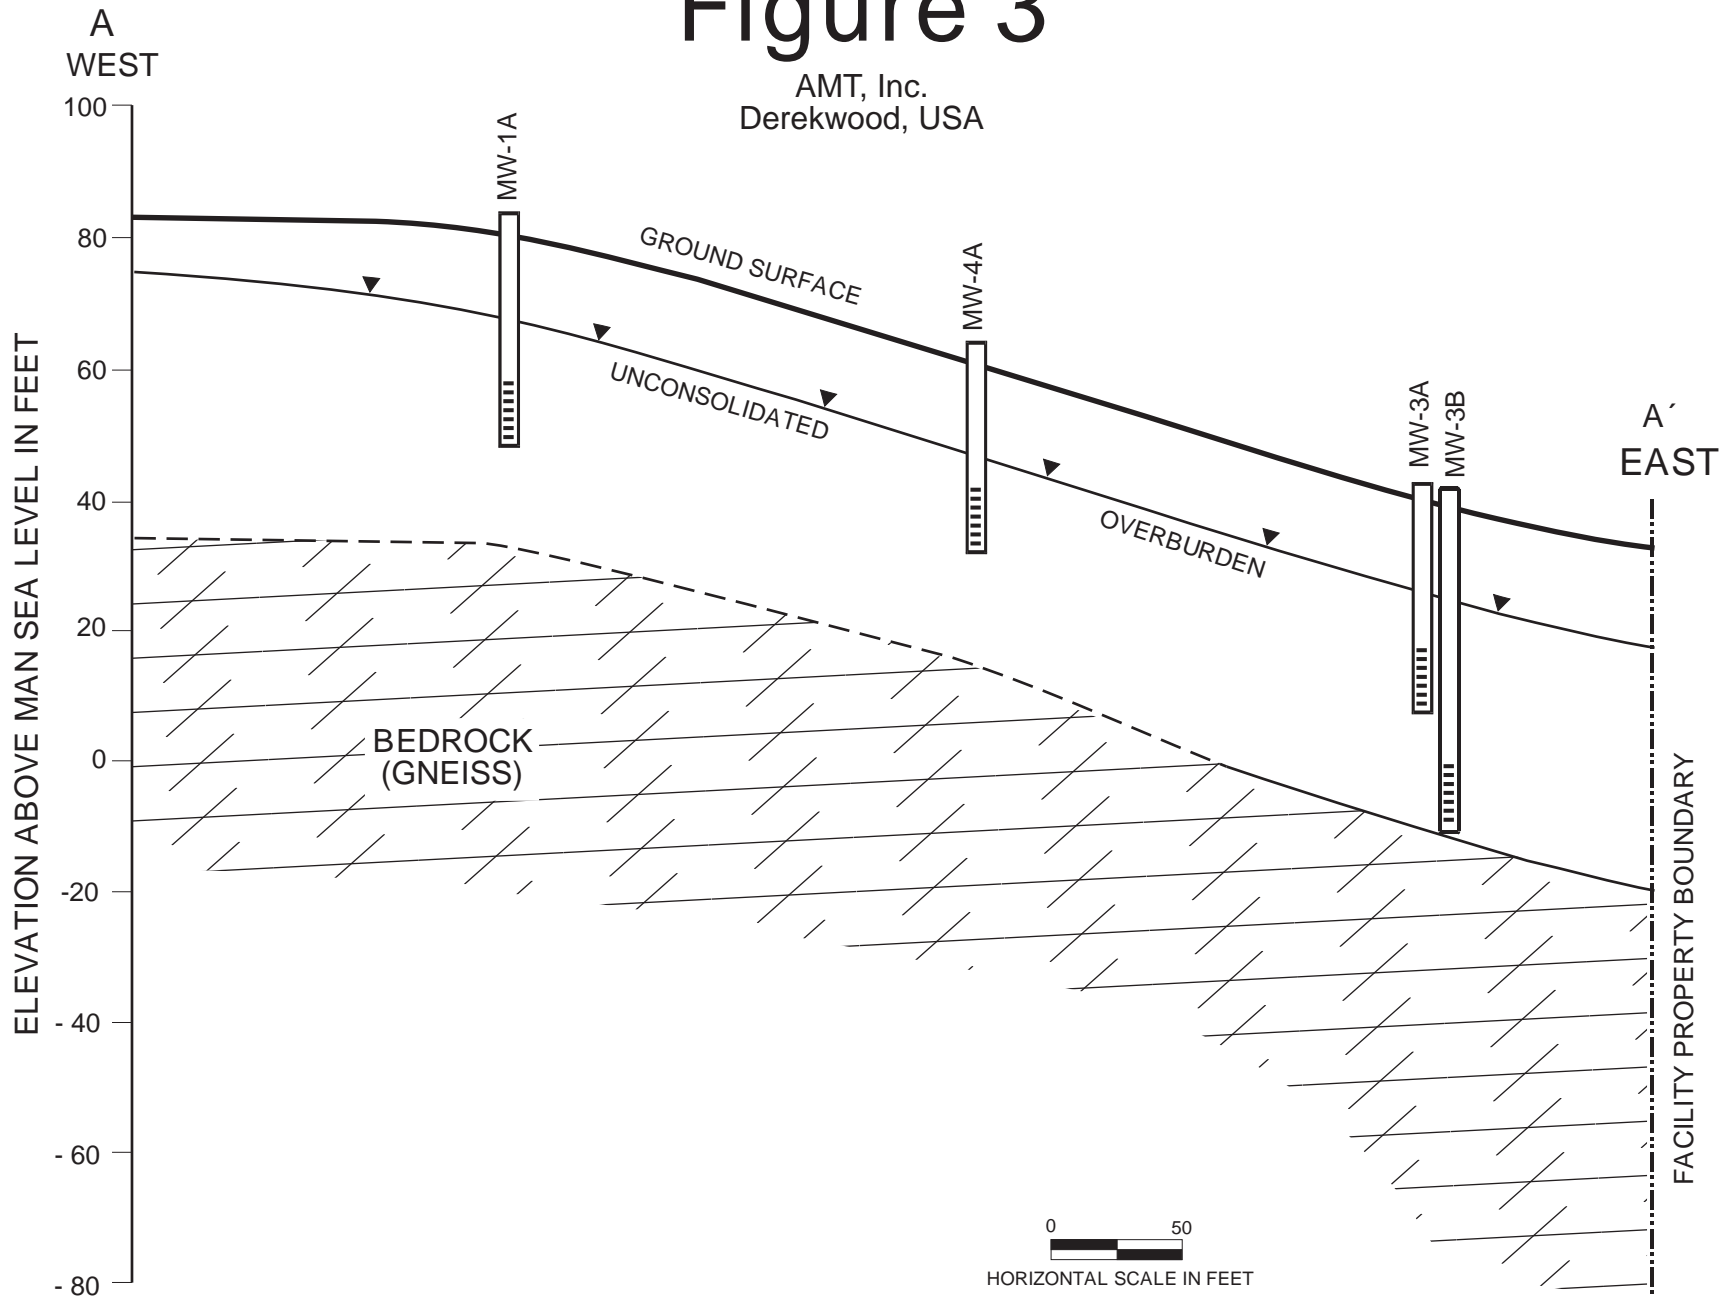 Figure 3
AMT, Inc.
Derekwood, USA
A
WEST
A´
EAST
ELEVATION ABOVE MAN SEA LEVEL IN FEET
100
80
60
40
20
0
-20
- 40
- 60
- 80
MW-1A
MW-4A
MW-3A
MW-3B
GROUND SURFACE
UNCONSOLIDATED
OVERBURDEN
BEDROCK
(GNEISS)
FACILITY PROPERTY BOUNDARY
0 50
HORIZONTAL SCALE IN FEET